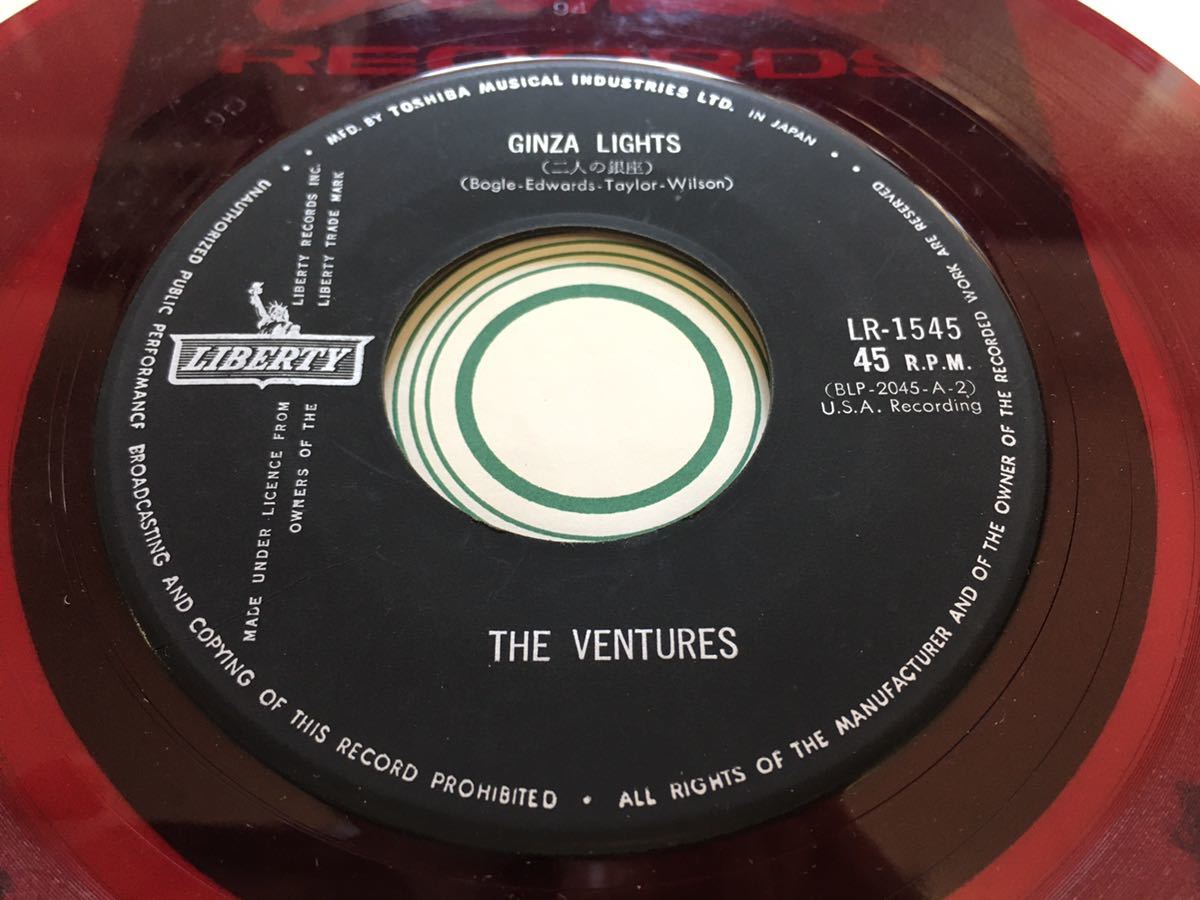 RECORDS
MFD. BY TOSHIBA MUSICAL INDUSTRIES LTD. IN JAPAN
GINZA LIGHTS
(二人の銀座)
(Bogle-Edwards-Taylor-Wilson)
LIBERTY RECORDS INC.
LIBERTY TRADE MARK
LIBERTY
MADE UNDER LICENCE FROM
OWNERS OF THE
LR-1545
45 R.P.M.
(BLP-2045-A-2)
U.S.A. Recording
THE VENTURES
UNAUTHORIZED PUBLIC PERFORMANCE BROADCASTING AND COPYING OF THIS RECORD PROHIBITED • ALL RIGHTS OF THE MANUFACTURER AND OF THE OWNER OF THE RECORDED WORK ARE RESERVED